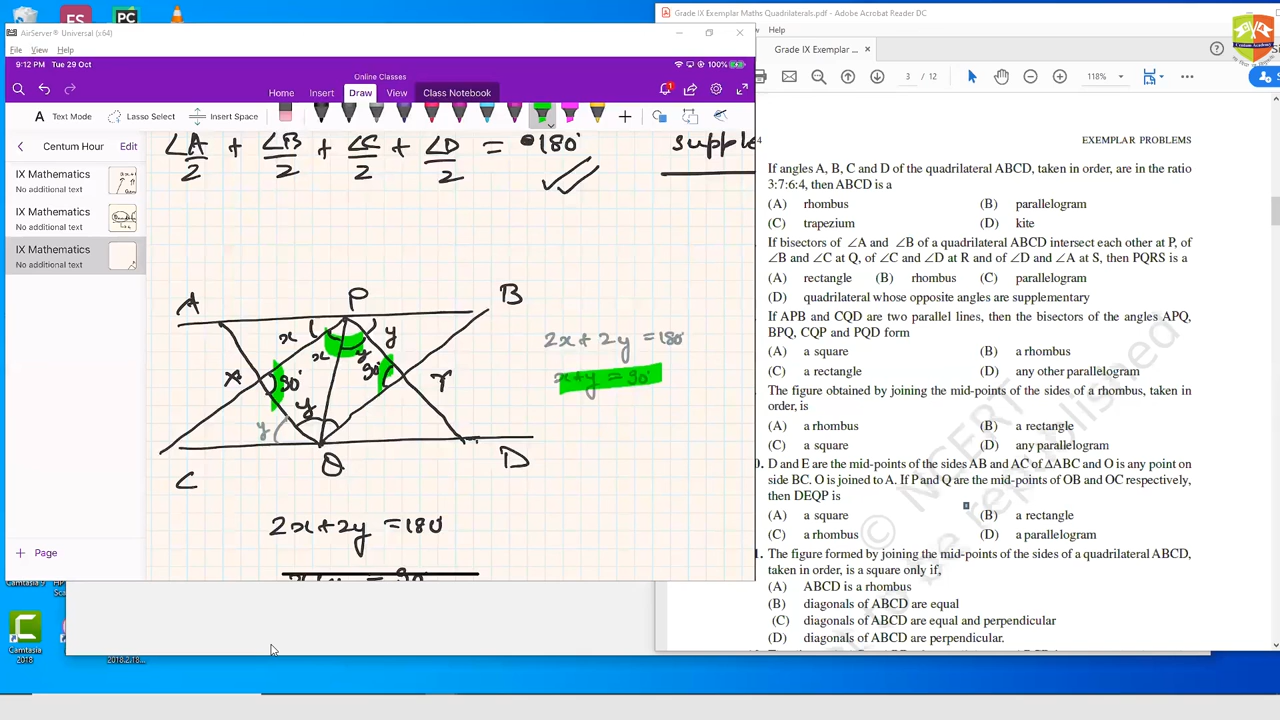 AirServer® Universal (x64)
File View Help
9:12 PM Tue 29 Oct
100%
Online Classes
Home Insert Draw View Class Notebook
Text Mode Lasso Select Insert Space
Centum Hour Edit
IX Mathematics
No additional text
IX Mathematics
No additional text
IX Mathematics
No additional text
Page
∠A/2 + ∠B/2 + ∠C/2 + ∠D/2 = 180°
supple
A P B
x y
x y
90° 90°
X Y
y y
C Q D
2x + 2y = 180°
x + y = 90°
2x + 2y = 180°
x + y = 90°
Camtasia 2018
Grade IX Exemplar Maths Quadrilaterals.pdf - Adobe Acrobat Reader DC
Help
Grade IX Exemplar ... ×
3 / 12
118%
Centum Academy
4 EXEMPLAR PROBLEMS
If angles A, B, C and D of the quadrilateral ABCD, taken in order, are in the ratio
3:7:6:4, then ABCD is a
(A) rhombus (B) parallelogram
(C) trapezium (D) kite
If bisectors of ∠A and ∠B of a quadrilateral ABCD intersect each other at P, of
∠B and ∠C at Q, of ∠C and ∠D at R and of ∠D and ∠A at S, then PQRS is a
(A) rectangle (B) rhombus (C) parallelogram
(D) quadrilateral whose opposite angles are supplementary
If APB and CQD are two parallel lines, then the bisectors of the angles APQ,
BPQ, CQP and PQD form
(A) a square (B) a rhombus
(C) a rectangle (D) any other parallelogram
The figure obtained by joining the mid-points of the sides of a rhombus, taken in
order, is
(A) a rhombus (B) a rectangle
(C) a square (D) any parallelogram
0. D and E are the mid-points of the sides AB and AC of ΔABC and O is any point on
side BC. O is joined to A. If P and Q are the mid-points of OB and OC respectively,
then DEQP is
(A) a square (B) a rectangle
(C) a rhombus (D) a parallelogram
1. The figure formed by joining the mid-points of the sides of a quadrilateral ABCD,
taken in order, is a square only if,
(A) ABCD is a rhombus
(B) diagonals of ABCD are equal
(C) diagonals of ABCD are equal and perpendicular
(D) diagonals of ABCD are perpendicular.
© NCERT
be republished